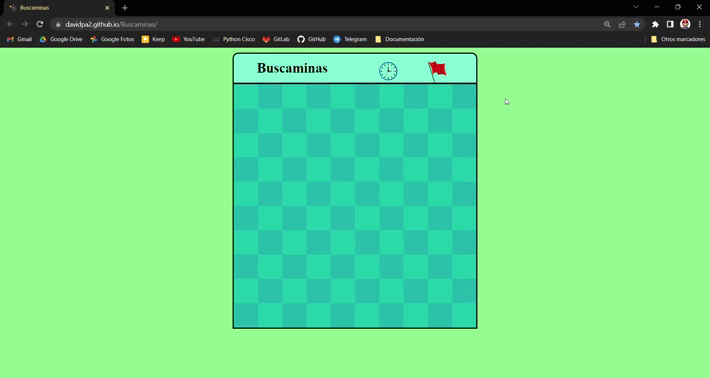 Buscaminas
davidpa2.github.io/Buscaminas/
Gmail Google Drive Google Fotos Keep YouTube Python Cisco GitLab GitHub Telegram Documentación Otros marcadores
Buscaminas